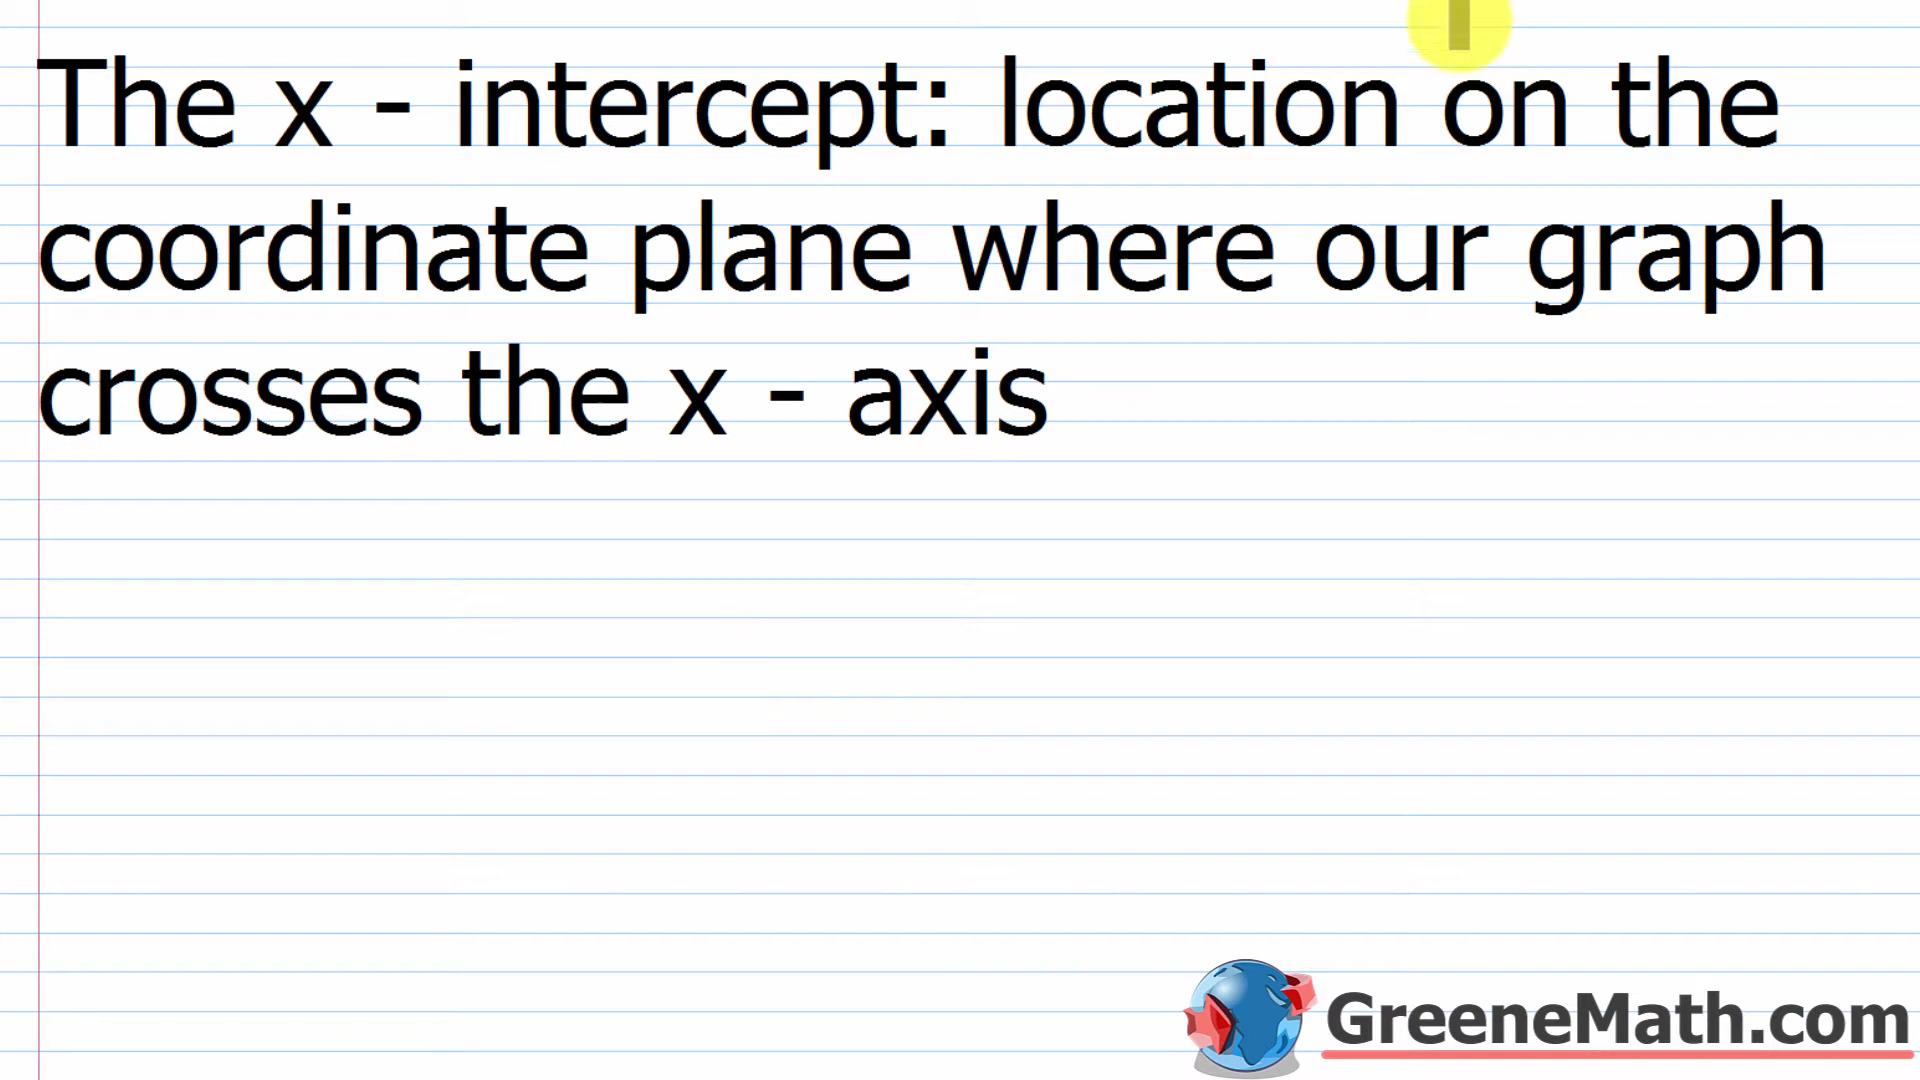 The x - intercept: location on the
coordinate plane where our graph
crosses the x - axis
GreeneMath.com